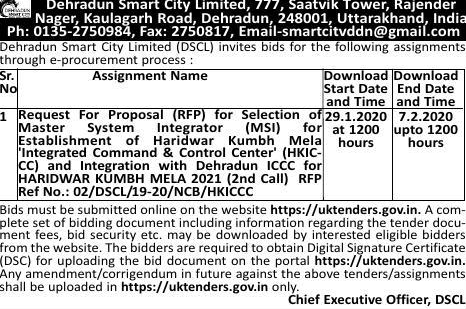 Dehradun Smart City Limited, 777, Saatvik Tower, Rajender
Nager, Kaulagarh Road, Dehradun, 248001, Uttarakhand, India
Ph: 0135-2750984, Fax: 2750817, Email-smartcityddn@gmail.com
Dehradun Smart City Limited (DSCL) invites bids for the following assignments
through e-procurement process :
Sr. No Assignment Name Download Start Date and Time Download End Date and Time
1 Request For Proposal (RFP) for Selection of 29.1.2020 7.2.2020
Master System Integrator (MSI) for at 1200 upto 1200
Establishment of Haridwar Kumbh Mela hours hours
'Integrated Command & Control Center' (HKIC-
CC) and Integration with Dehradun ICCC for
HARIDWAR KUMBH MELA 2021 (2nd Call) RFP
Ref No.: 02/DSCL/19-20/NCB/HKICCC
Bids must be submitted online on the website https://uktenders.gov.in. A com-
plete set of bidding document including information regarding the tender docu-
ment fees, bid security etc. may be downloaded by interested eligible bidders
from the website. The bidders are required to obtain Digital Signature Certificate
(DSC) for uploading the bid document on the portal https://uktenders.gov.in.
Any amendment/corrigendum in future against the above tenders/assignments
shall be uploaded in https://uktenders.gov.in only.
Chief Executive Officer, DSCL